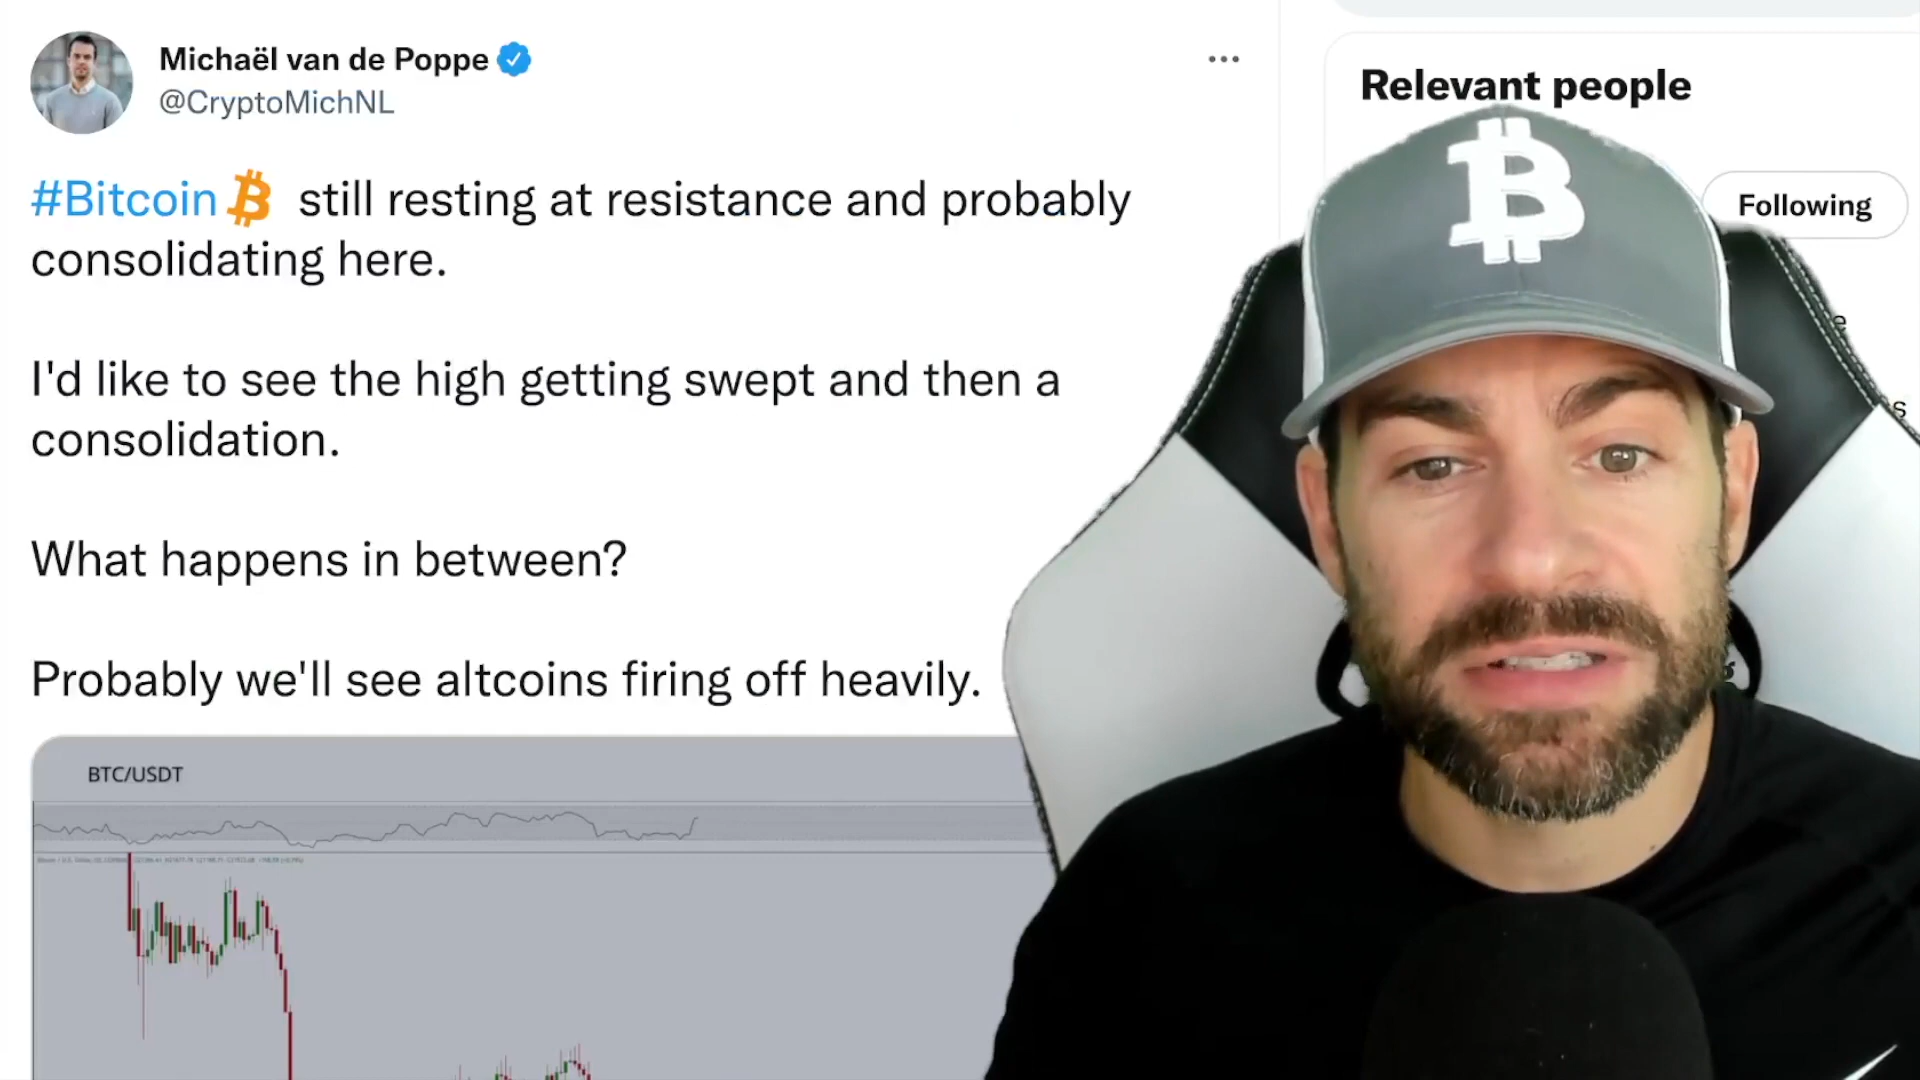 Michaël van de Poppe
@CryptoMichNL
Relevant people
Following
#Bitcoin still resting at resistance and probably
consolidating here.
I'd like to see the high getting swept and then a
consolidation.
What happens in between?
Probably we'll see altcoins firing off heavily.
BTC/USDT